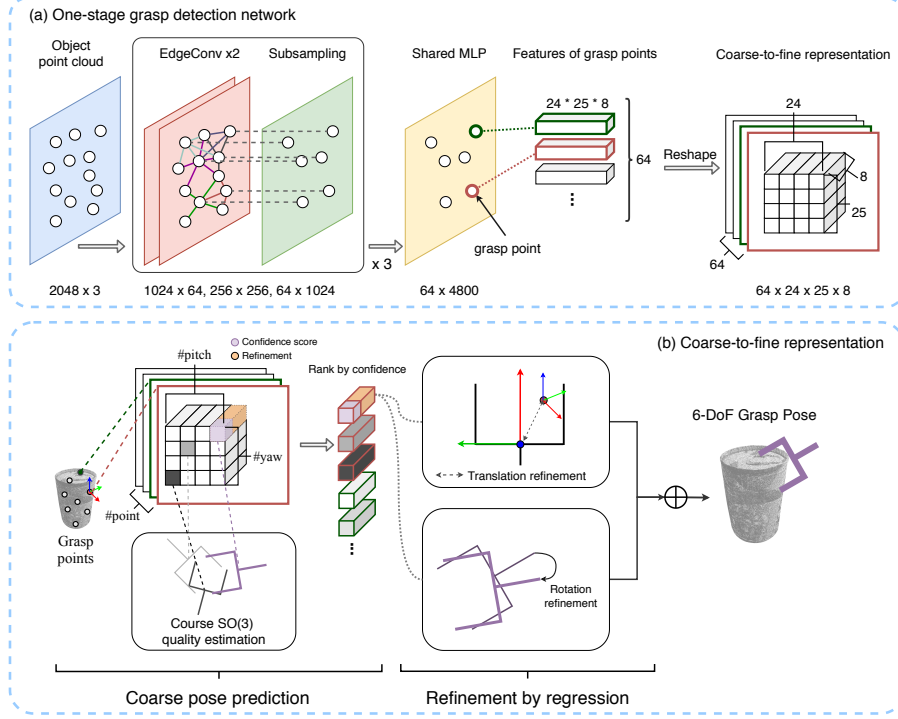 (a) One-stage grasp detection network
Object
point cloud
EdgeConv x2
Subsampling
Shared MLP
Features of grasp points
Coarse-to-fine representation
24 * 25 * 8
64
Reshape
24
8
25
64
grasp point
x 3
2048 x 3
1024 x 64, 256 x 256, 64 x 1024
64 x 4800
64 x 24 x 25 x 8
(b) Coarse-to-fine representation
Confidence score
Refinement
#pitch
Rank by confidence
#yaw
#point
Grasp
points
Course SO(3)
quality estimation
Translation refinement
Rotation
refinement
6-DoF Grasp Pose
Coarse pose prediction
Refinement by regression